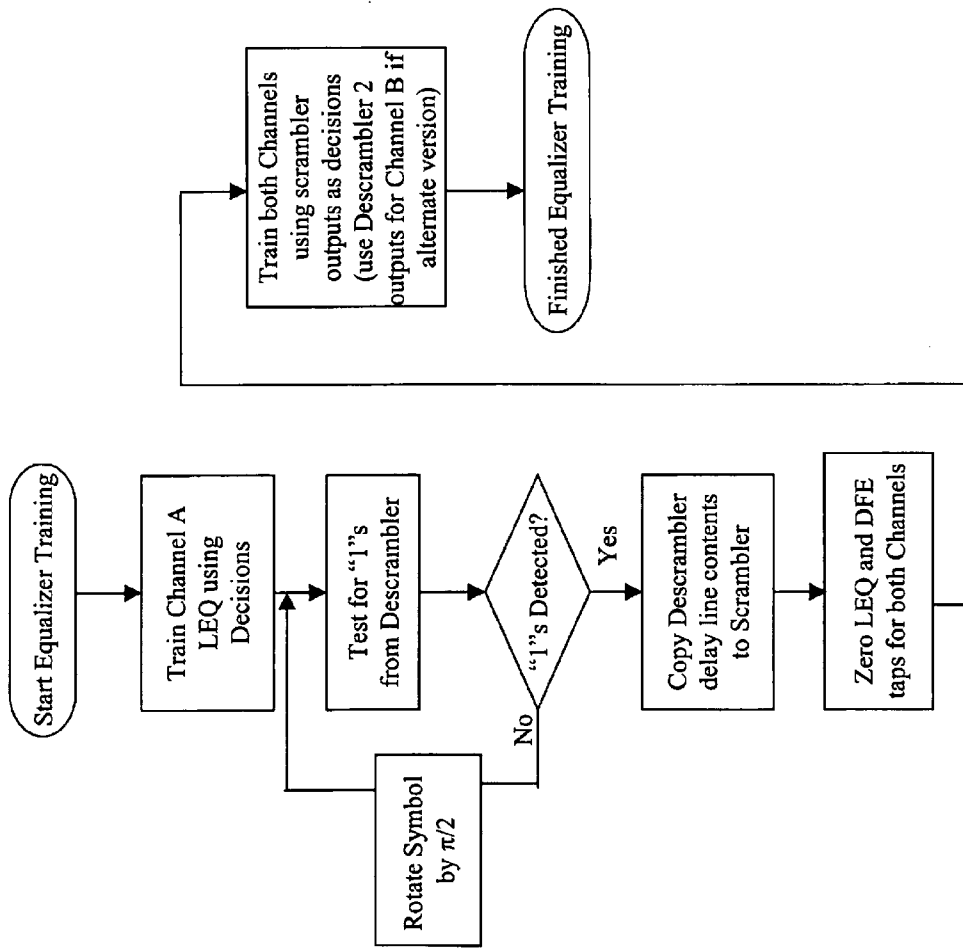 Start Equalizer Training
Train Channel A
LEQ using
Decisions
Test for “1”s
from Descrambler
“1”s Detected?
No
Yes
Rotate Symbol
by π/2
Copy Descrambler
delay line contents
to Scrambler
Zero LEQ and DFE
taps for both Channels
Train both Channels
using scrambler
outputs as decisions
(use Descrambler 2
outputs for Channel B if
alternate version)
Finished Equalizer Training